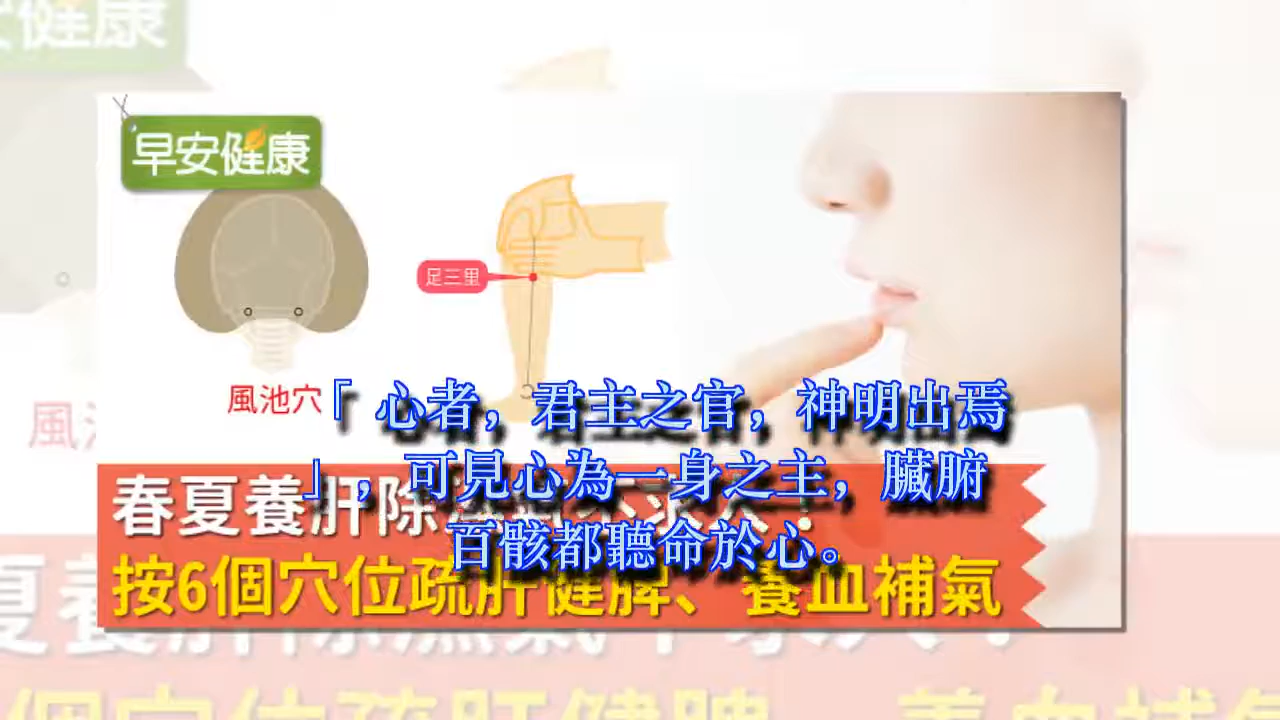 早安健康
足三里
風池穴
「心者，君主之官，神明出焉
」，可見心為一身之主，臟腑
百骸都聽命於心。
春夏養肝除
按6個穴位疏肝健脾、養血補氣